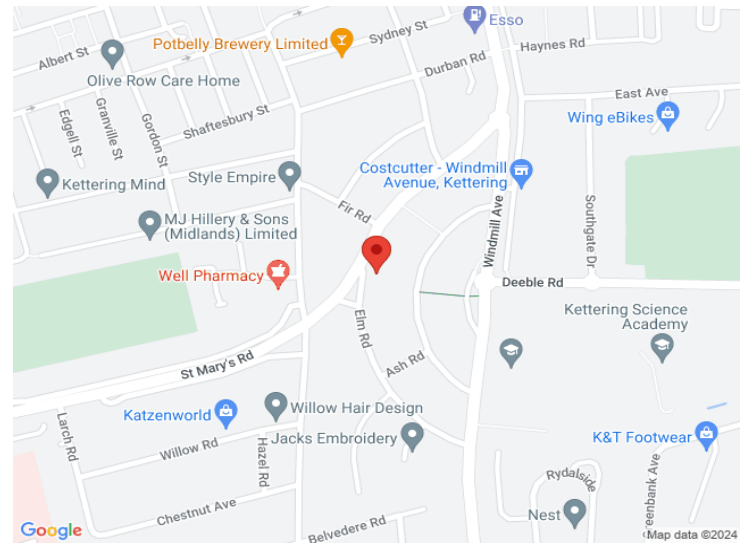 Esso
Sydney St
Potbelly Brewery Limited
Haynes Rd
Albert St
Durban Rd
Olive Row Care Home
East Ave
Edgell St
Granville St
Gordon St
Shaftesbury St
Wing eBikes
Costcutter - Windmill
Avenue, Kettering
Style Empire
Kettering Mind
Fir Rd
Southgate Dr
MJ Hillery & Sons
(Midlands) Limited
Windmill Ave
Well Pharmacy
Deeble Rd
Kettering Science
Academy
Elm Rd
St Mary's Rd
Ash Rd
Katzenworld
Willow Hair Design
Larch Rd
Willow Rd
Hazel Rd
Jacks Embroidery
K&T Footwear
Rydalside
Chestnut Ave
Nest
Belvedere Rd
Greenbank Ave
Google
Map data ©2024